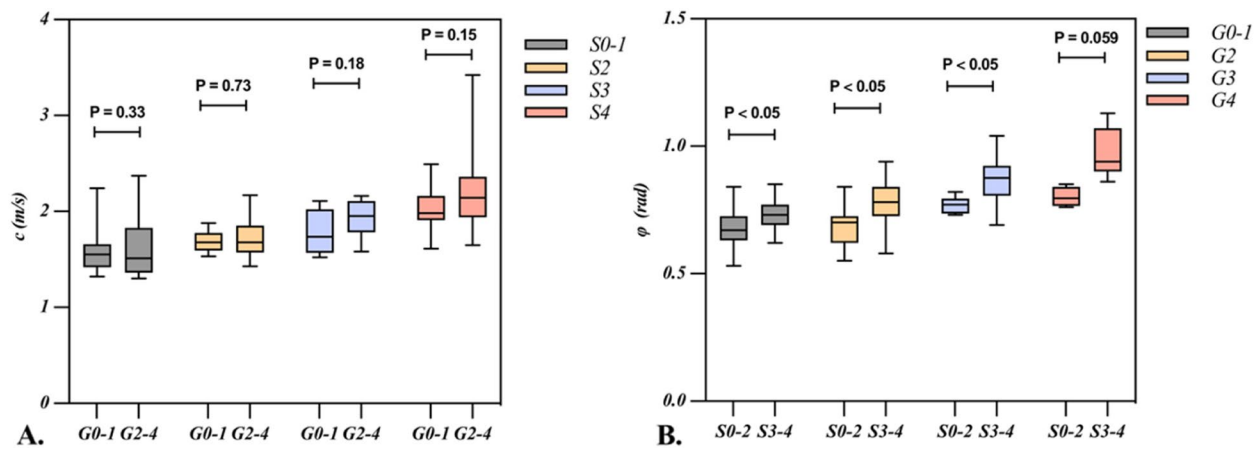 4
3
2
1
0
c (m/s)
P = 0.33
P = 0.73
P = 0.18
P = 0.15
S0-1
S2
S3
S4
G0-1 G2-4
G0-1 G2-4
G0-1 G2-4
G0-1 G2-4
A.
1.5
1.0
0.5
0.0
φ (rad)
P < 0.05
P < 0.05
P < 0.05
P = 0.059
G0-1
G2
G3
G4
S0-2 S3-4
S0-2 S3-4
S0-2 S3-4
S0-2 S3-4
B.